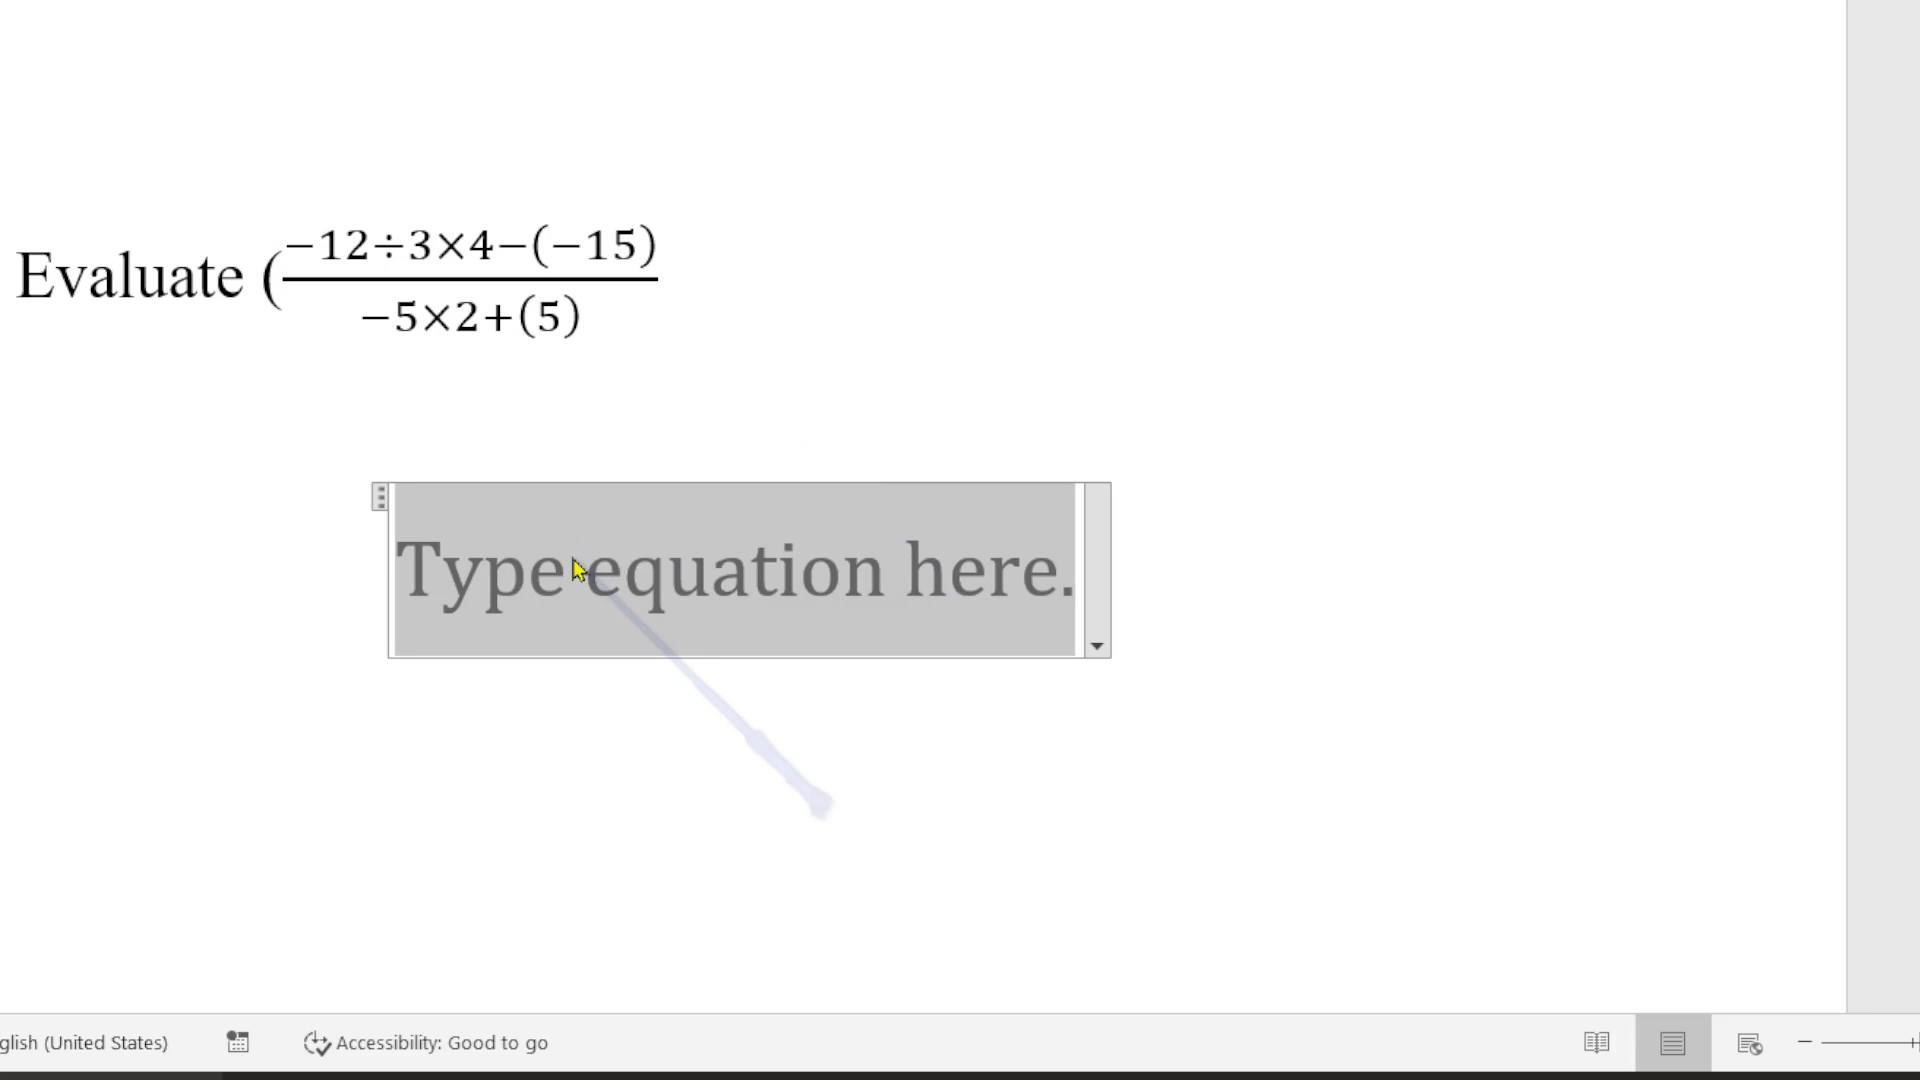 Evaluate (−12÷3×4−(−15)
−5×2+(5)
Type equation here.
glish (United States)
Accessibility: Good to go